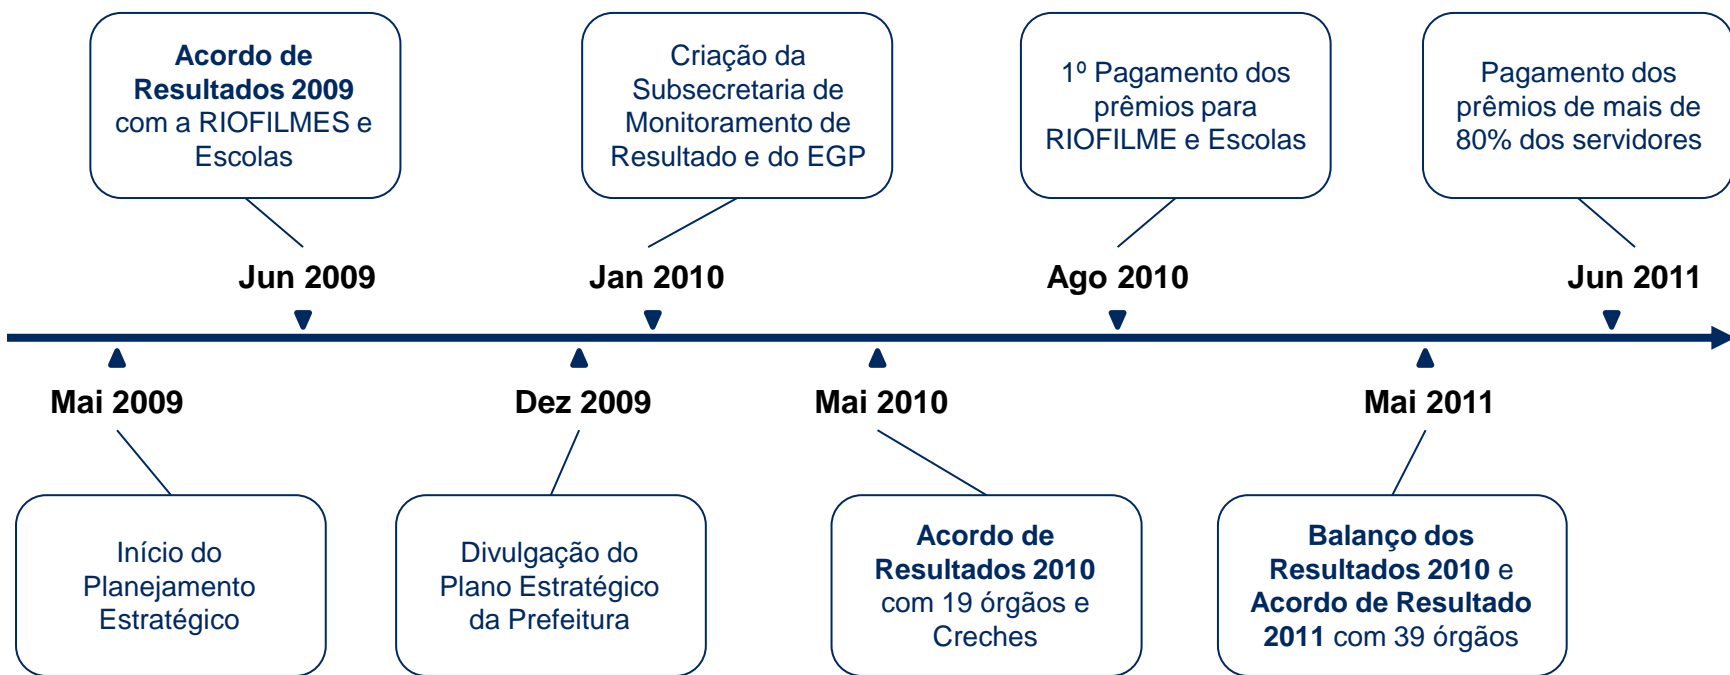 Acordo de
Resultados 2009
com a RIOFILMES e
Escolas
Criação da
Subsecretaria de
Monitoramento de
Resultado e do EGP
1º Pagamento dos
prêmios para
RIOFILME e Escolas
Pagamento dos
prêmios de mais de
80% dos servidores
Jun 2009
Jan 2010
Ago 2010
Jun 2011
Mai 2009
Dez 2009
Mai 2010
Mai 2011
Início do
Planejamento
Estratégico
Divulgação do
Plano Estratégico
da Prefeitura
Acordo de
Resultados 2010
com 19 órgãos e
Creches
Balanço dos
Resultados 2010 e
Acordo de Resultado
2011 com 39 órgãos